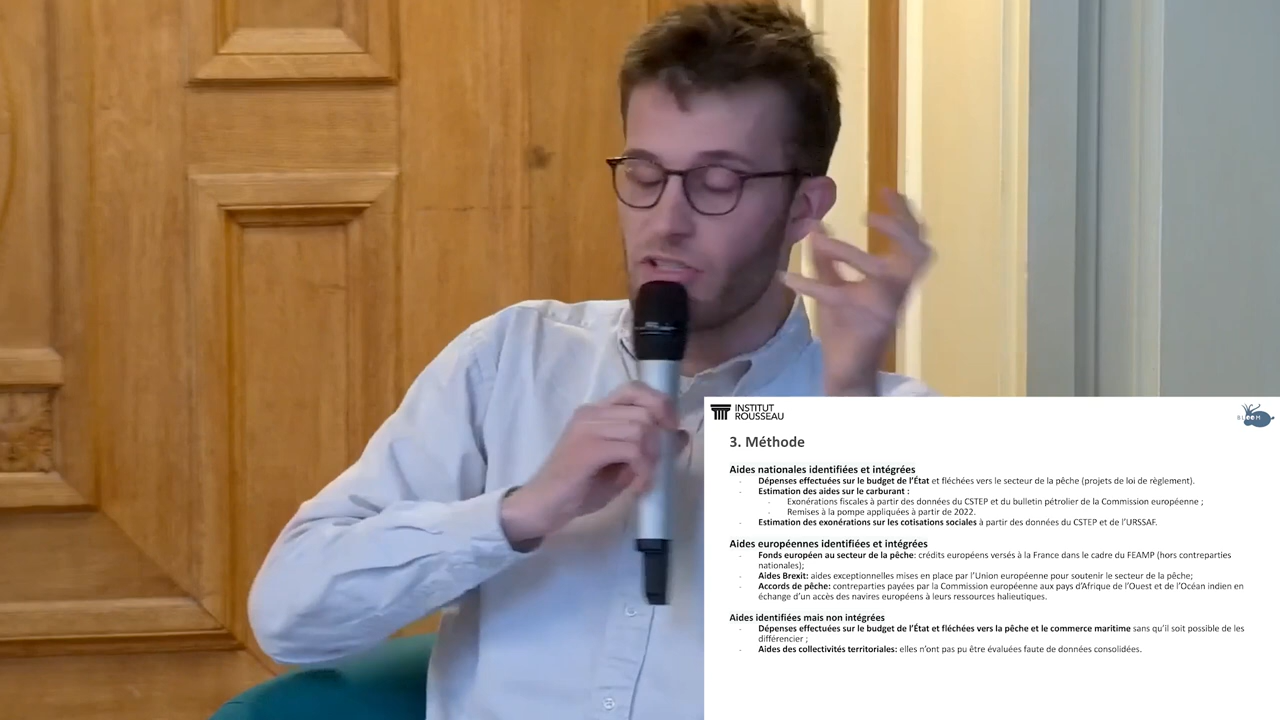 INSTITUT
ROUSSEAU
BLOOM
3. Méthode
Aides nationales identifiées et intégrées
- Dépenses effectuées sur le budget de l'État et fléchées vers le secteur de la pêche (projets de loi de règlement).
- Estimation des aides sur le carburant :
- Exonérations fiscales à partir des données du CSTEP et du bulletin pétrolier de la Commission européenne ;
- Remises à la pompe appliquées à partir de 2022.
- Estimation des exonérations sur les cotisations sociales à partir des données du CSTEP et de l'URSSAF.
Aides européennes identifiées et intégrées
- Fonds européen au secteur de la pêche: crédits européens versés à la France dans le cadre du FEAMP (hors contreparties
nationales);
- Aides Brexit: aides exceptionnelles mises en place par l'Union européenne pour soutenir le secteur de la pêche;
- Accords de pêche: contreparties payées par la Commission européenne aux pays d'Afrique de l'Ouest et de l'Océan indien en
échange d'un accès des navires européens à leurs ressources halieutiques.
Aides identifiées mais non intégrées
- Dépenses effectuées sur le budget de l'État et fléchées vers la pêche et le commerce maritime sans qu'il soit possible de les
différencier ;
- Aides des collectivités territoriales: elles n'ont pas pu être évaluées faute de données consolidées.